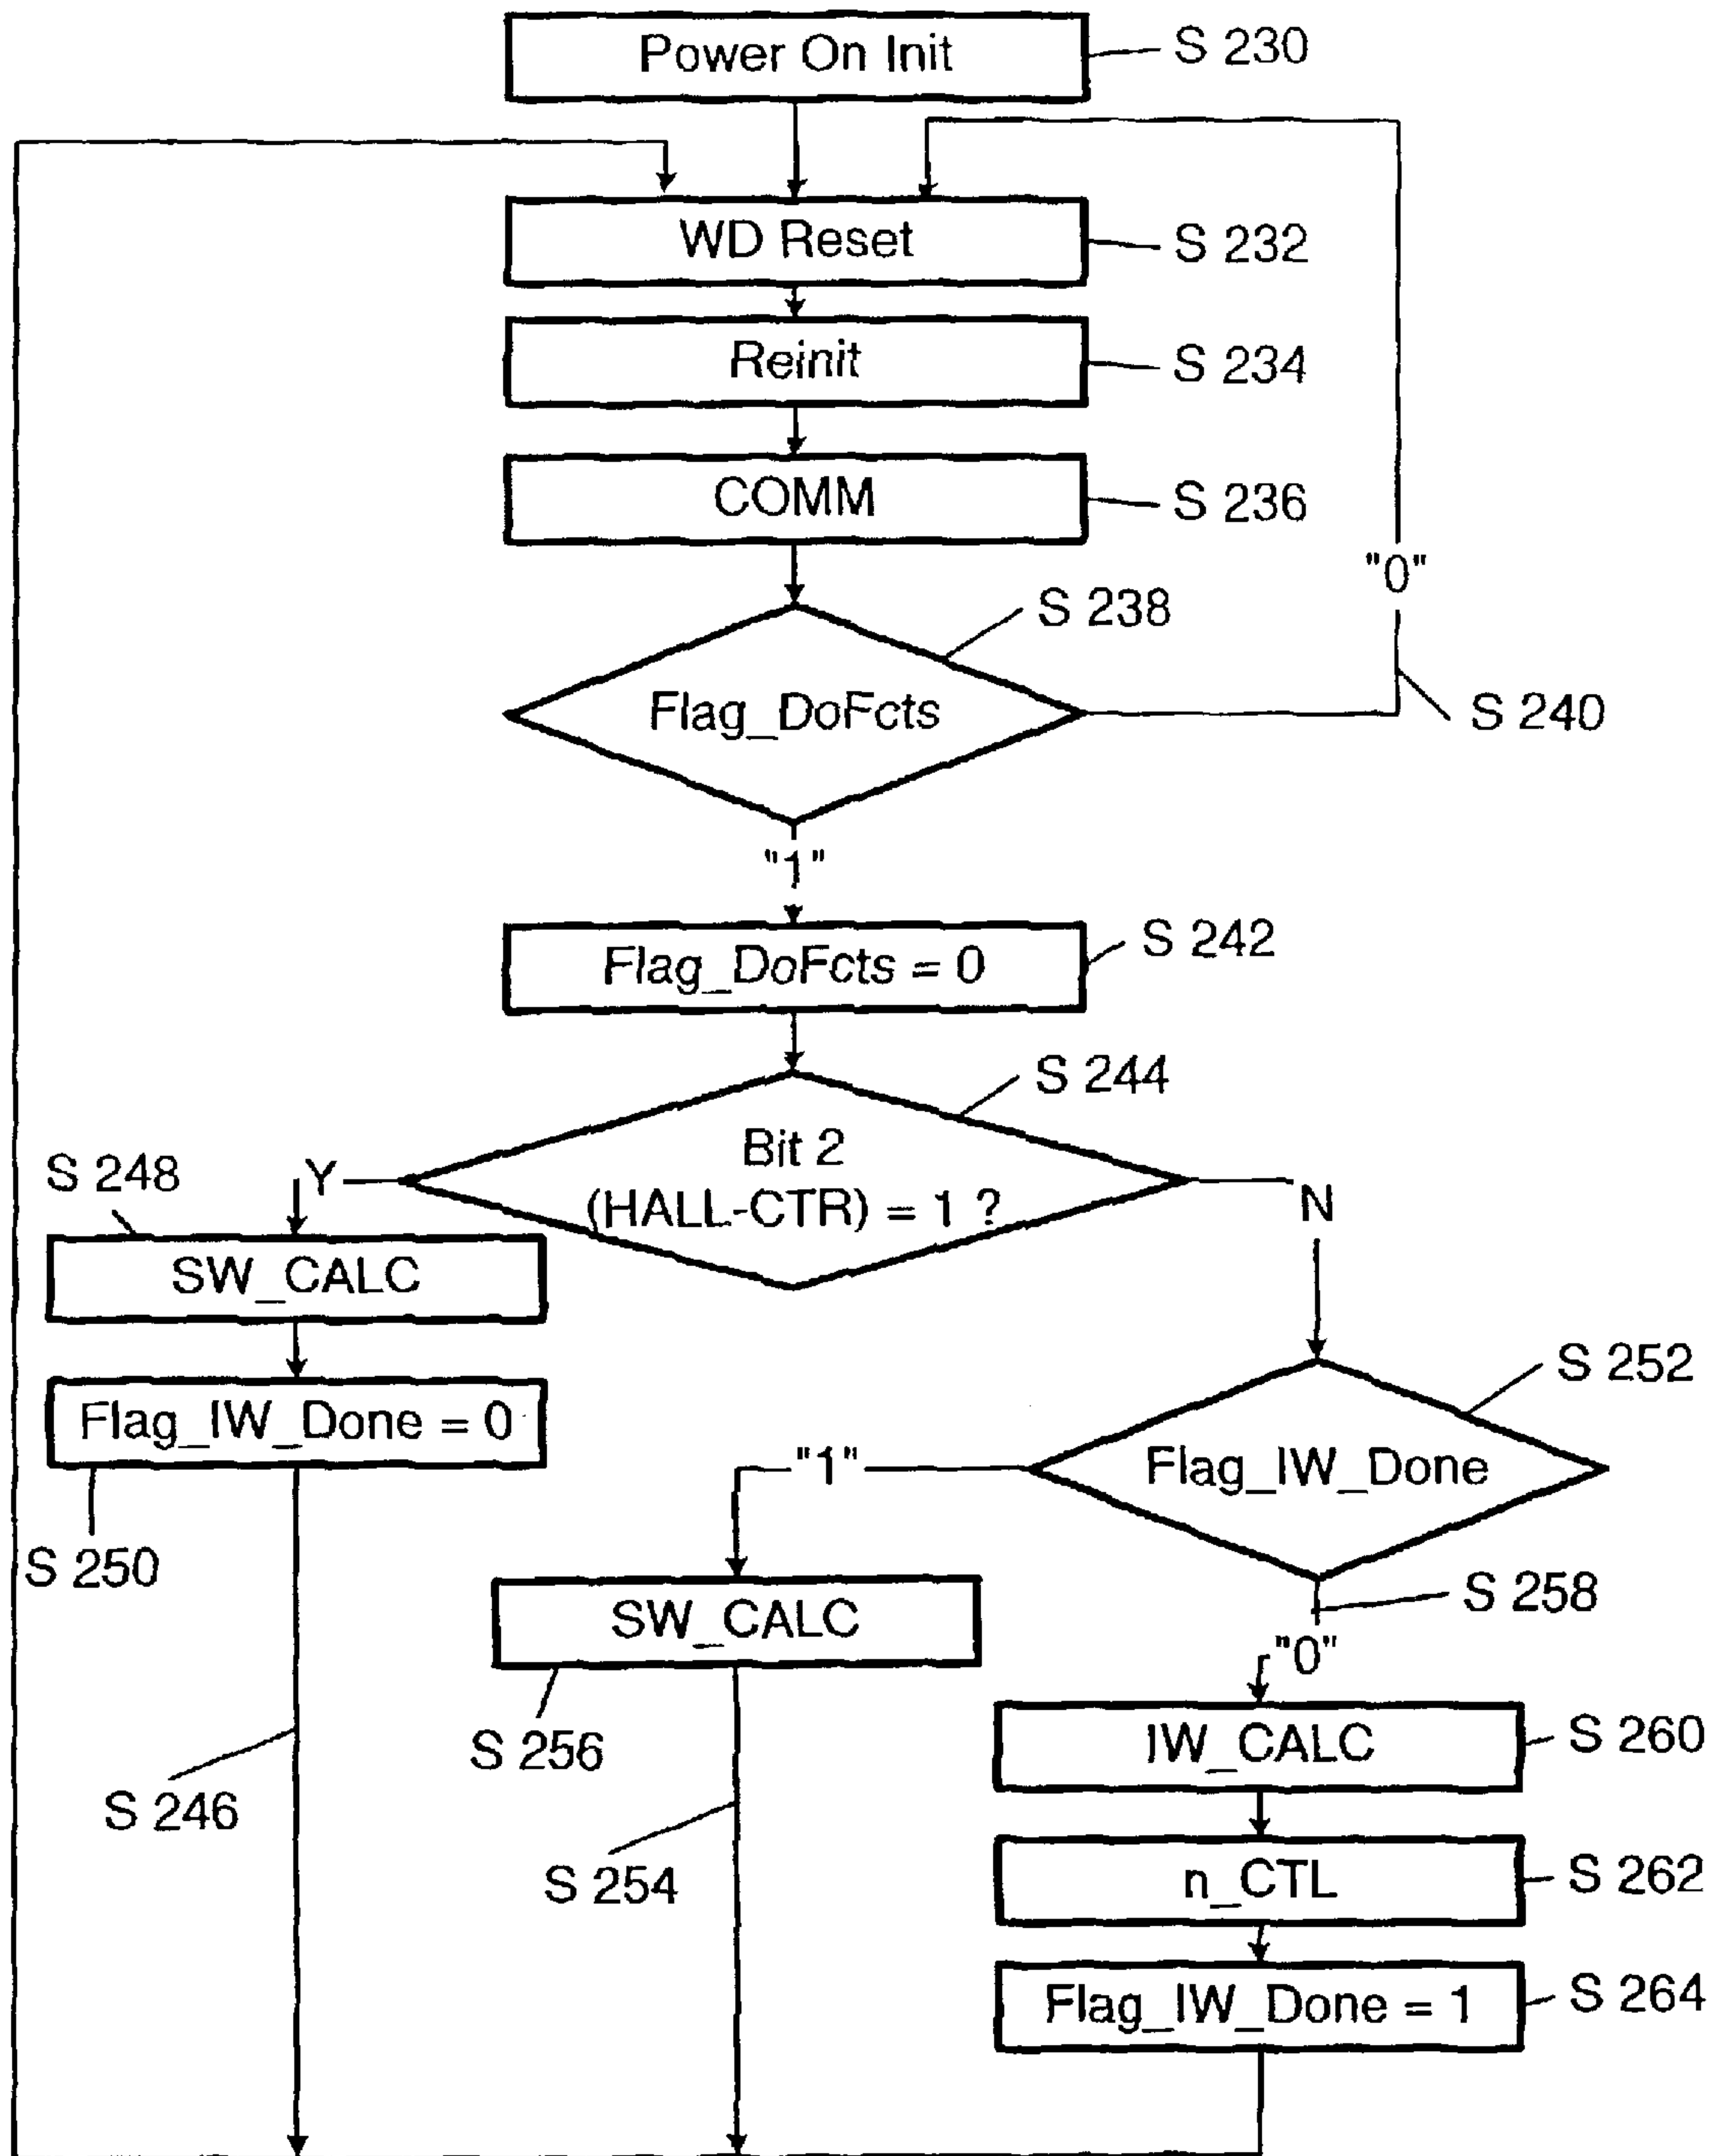 Power On Init
S 230
WD Reset
S 232
Reinit
S 234
COMM
S 236
"0"
S 238
Flag_DoFcts
S 240
"1"
Flag_DoFcts = 0
S 242
S 244
Bit 2
(HALL-CTR) = 1 ?
Y
N
S 248
SW_CALC
Flag_IW_Done = 0
S 250
S 252
Flag_IW_Done
"1"
S 258
"0"
SW_CALC
S 256
IW_CALC
S 260
S 246
S 254
n_CTL
S 262
Flag_IW_Done = 1
S 264